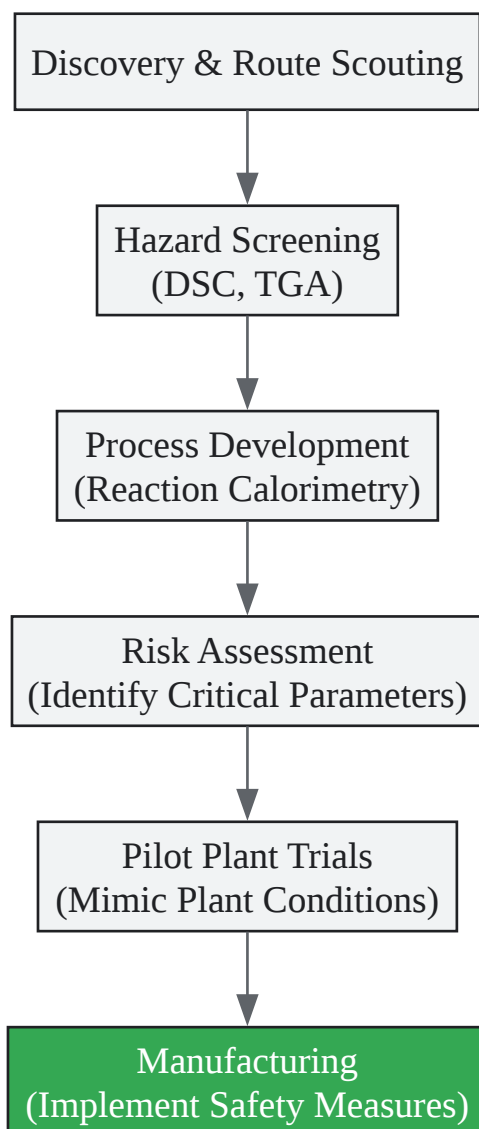 Discovery & Route Scouting
Hazard Screening
(DSC, TGA)
Process Development
(Reaction Calorimetry)
Risk Assessment
(Identify Critical Parameters)
Pilot Plant Trials
(Mimic Plant Conditions)
Manufacturing
(Implement Safety Measures)